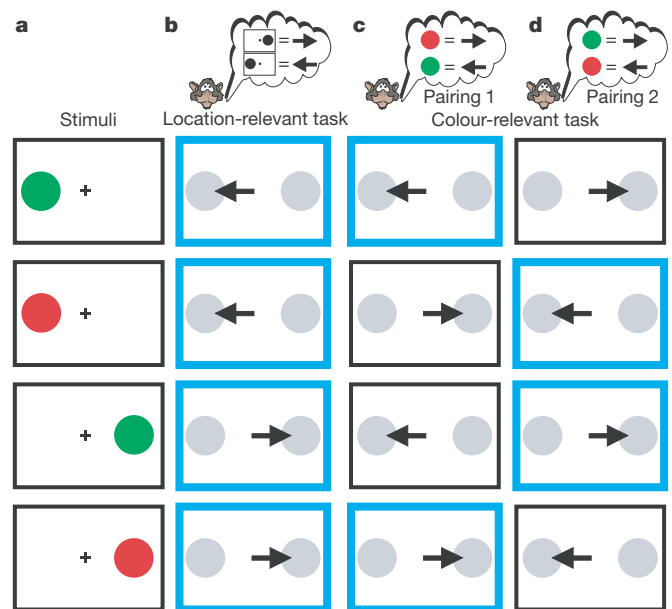 a
b
c
d
=
=
=
=
=
=
Pairing 1
Pairing 2
Stimuli
Location-relevant task
Colour-relevant task